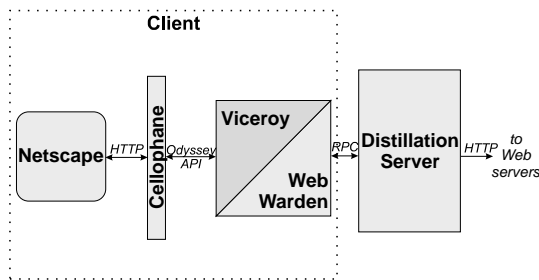 Client
Netscape
HTTP
Cellophane
Odyssey
API
Viceroy
Web
Warden
RPC
Distillation
Server
HTTP
to
Web
servers